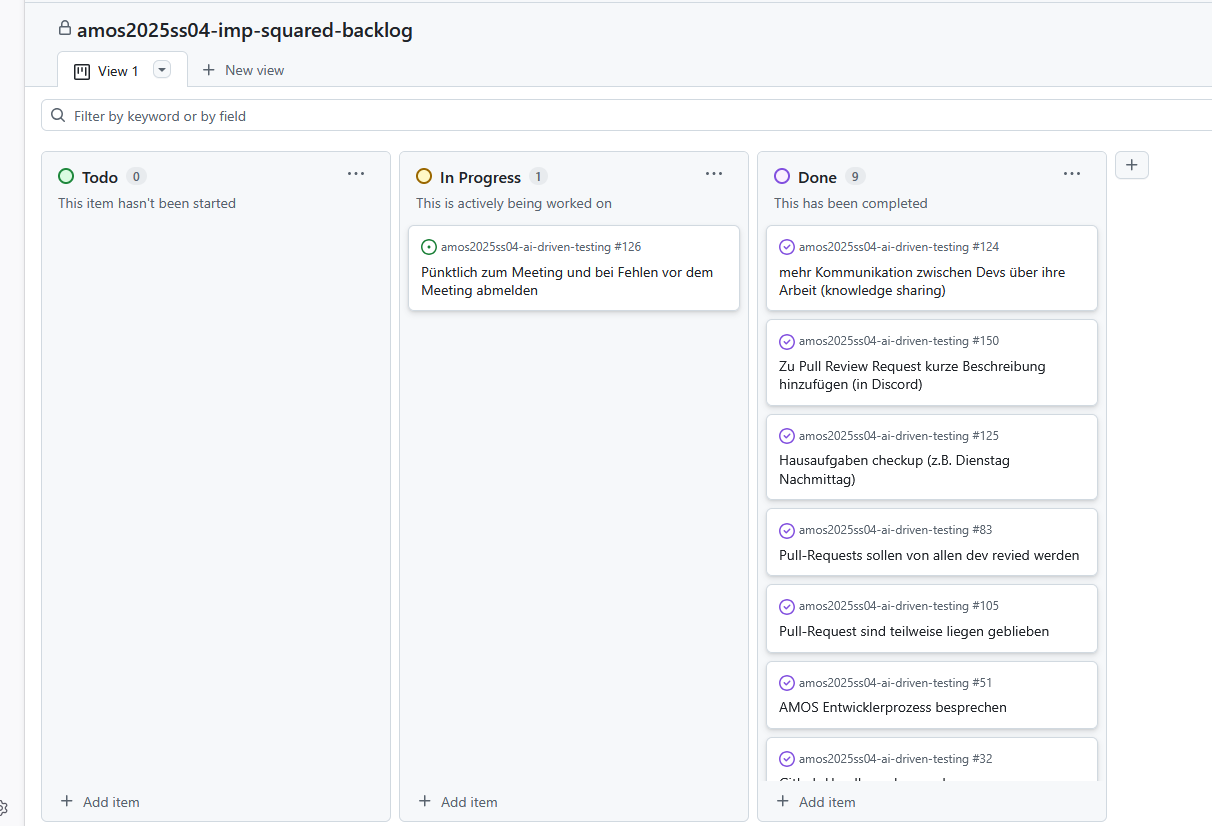 amos2025ss04-imp-squared-backlog
View 1
New view
Filter by keyword or by field
Todo 0
This item hasn't been started
Add item
In Progress 1
This is actively being worked on
amos2025ss04-ai-driven-testing #126
Pünktlich zum Meeting und bei Fehlen vor dem
Meeting abmelden
Add item
Done 9
This has been completed
amos2025ss04-ai-driven-testing #124
mehr Kommunikation zwischen Devs über ihre
Arbeit (knowledge sharing)
amos2025ss04-ai-driven-testing #150
Zu Pull Review Request kurze Beschreibung
hinzufügen (in Discord)
amos2025ss04-ai-driven-testing #125
Hausaufgaben checkup (z.B. Dienstag
Nachmittag)
amos2025ss04-ai-driven-testing #83
Pull-Requests sollen von allen dev revied werden
amos2025ss04-ai-driven-testing #105
Pull-Request sind teilweise liegen geblieben
amos2025ss04-ai-driven-testing #51
AMOS Entwicklerprozess besprechen
amos2025ss04-ai-driven-testing #32
Add item